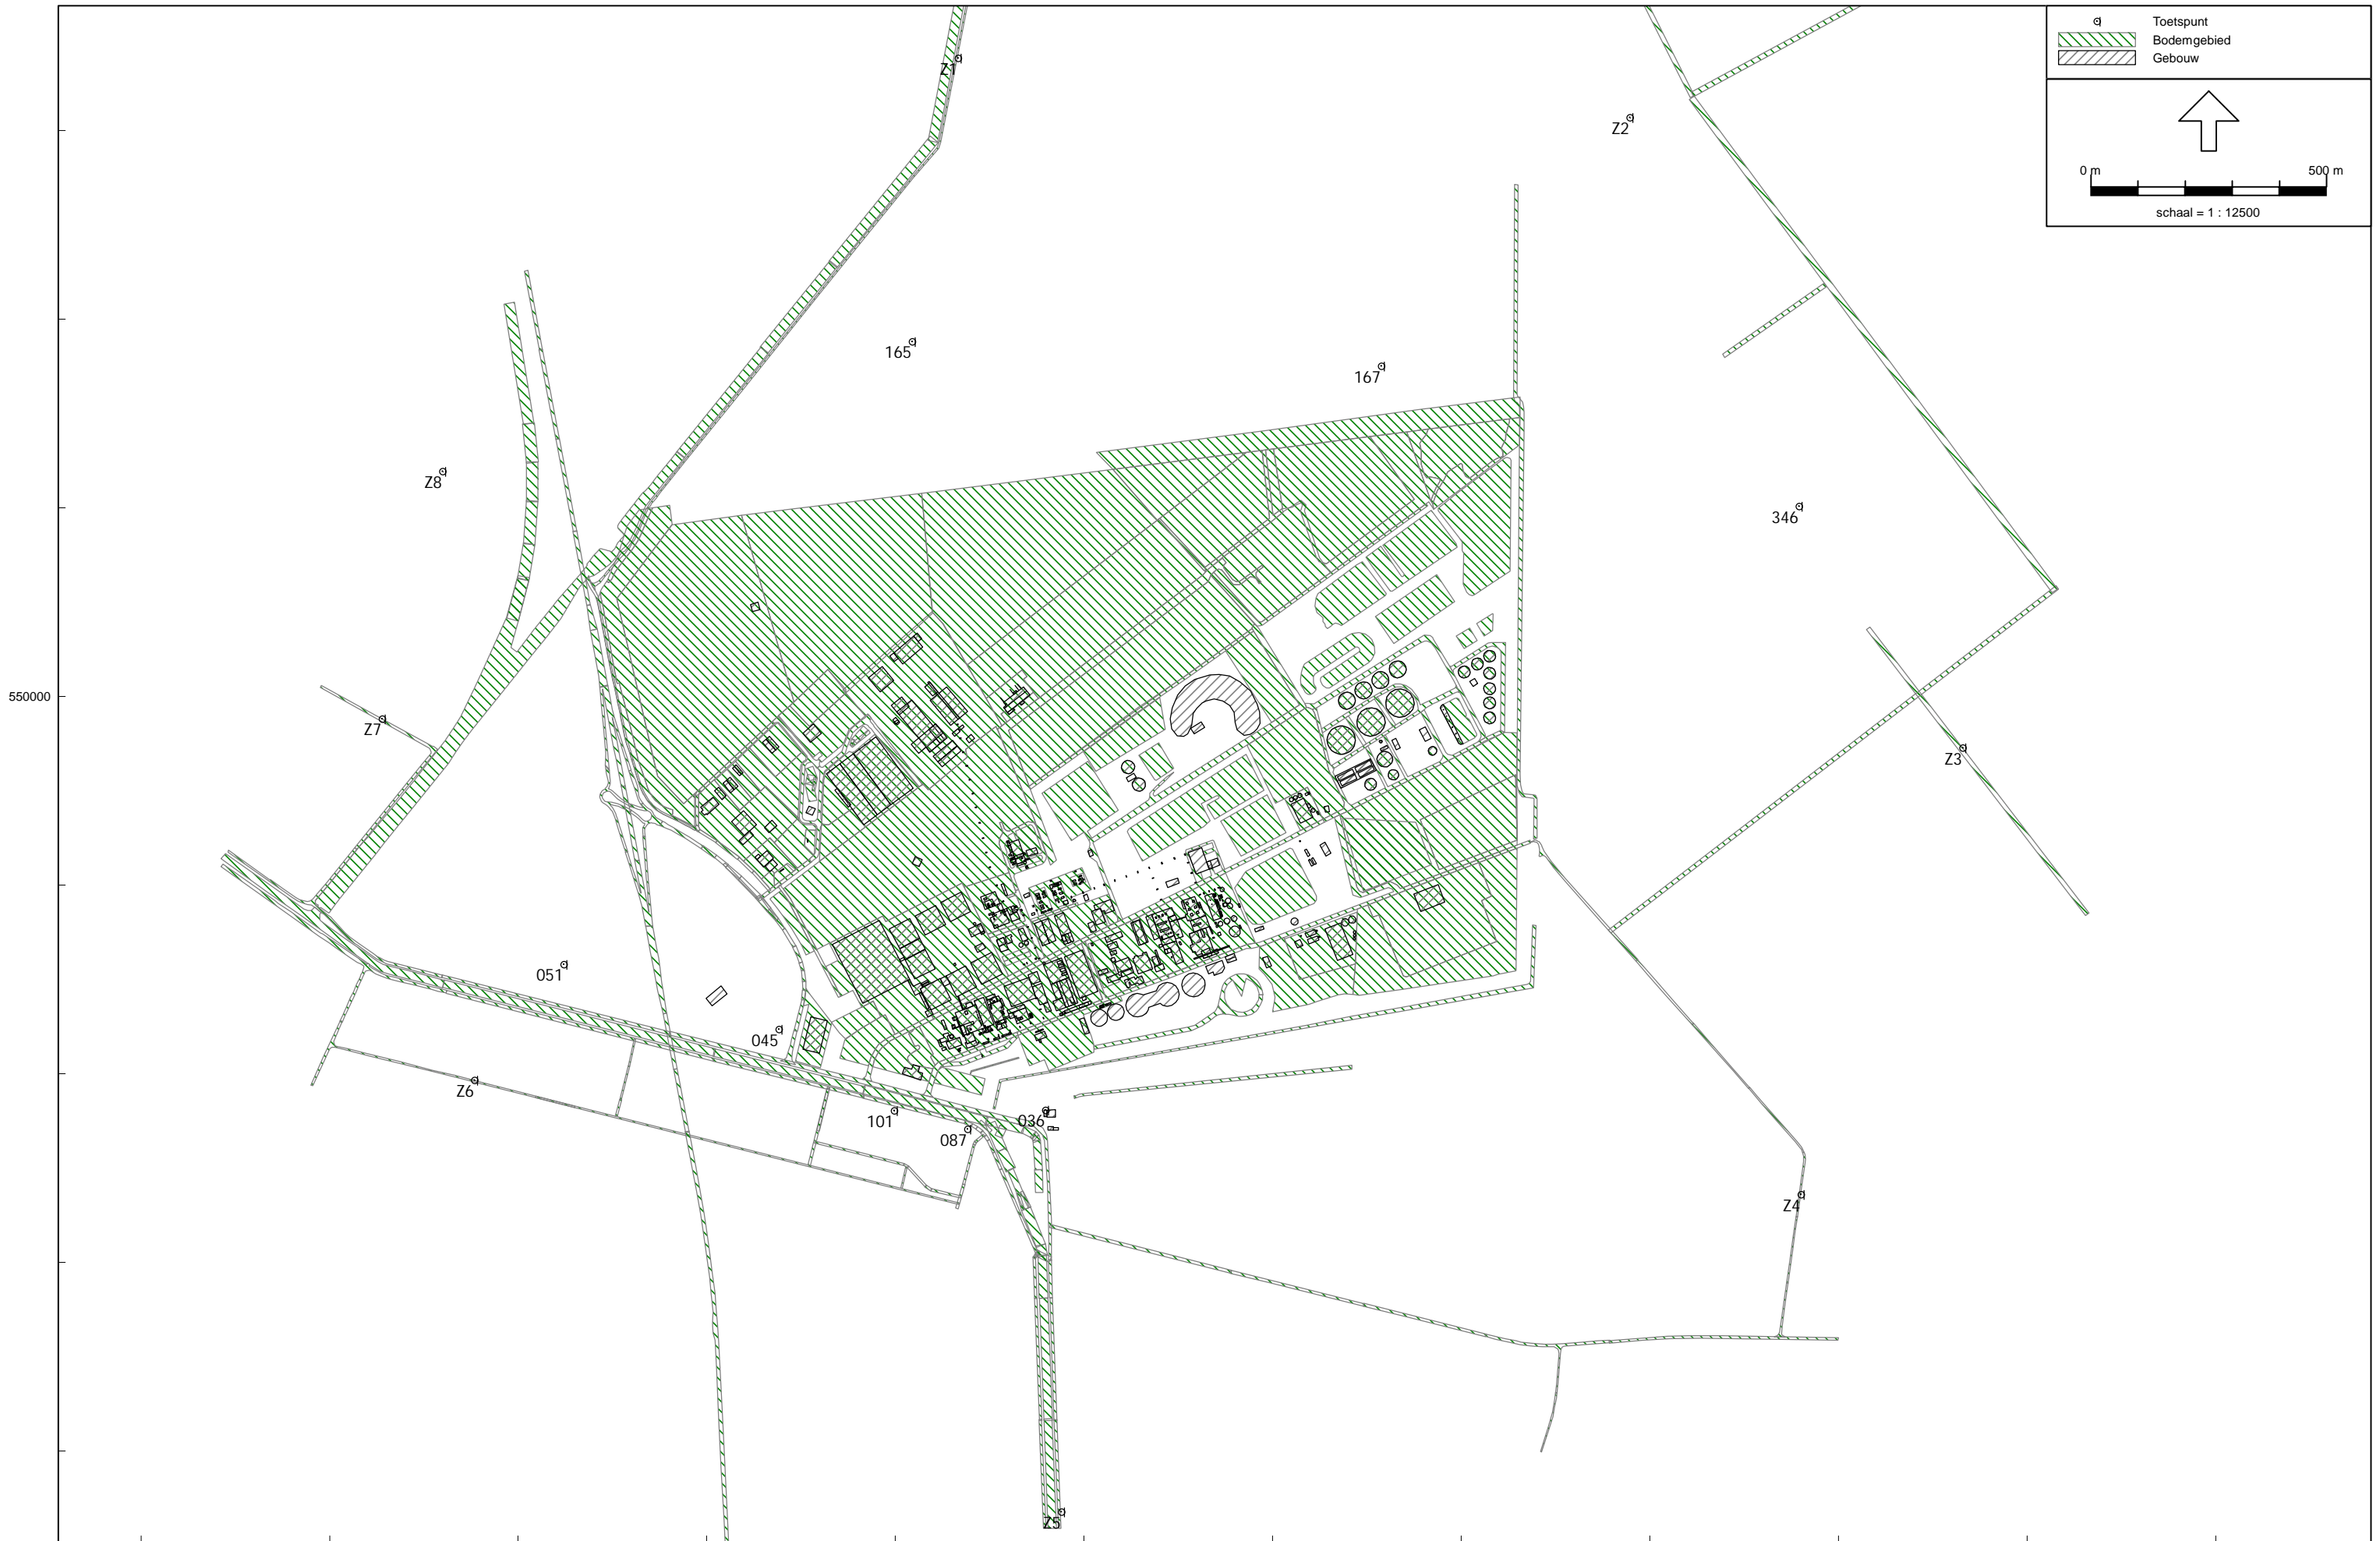 Toetspunt
Bodemgebied
Gebouw
0 m 500 m
schaal = 1 : 12500
Z1
Z2
165
167
Z8
346
550000
Z7
Z3
051
045
Z6
101
036
087
Z4
Z5